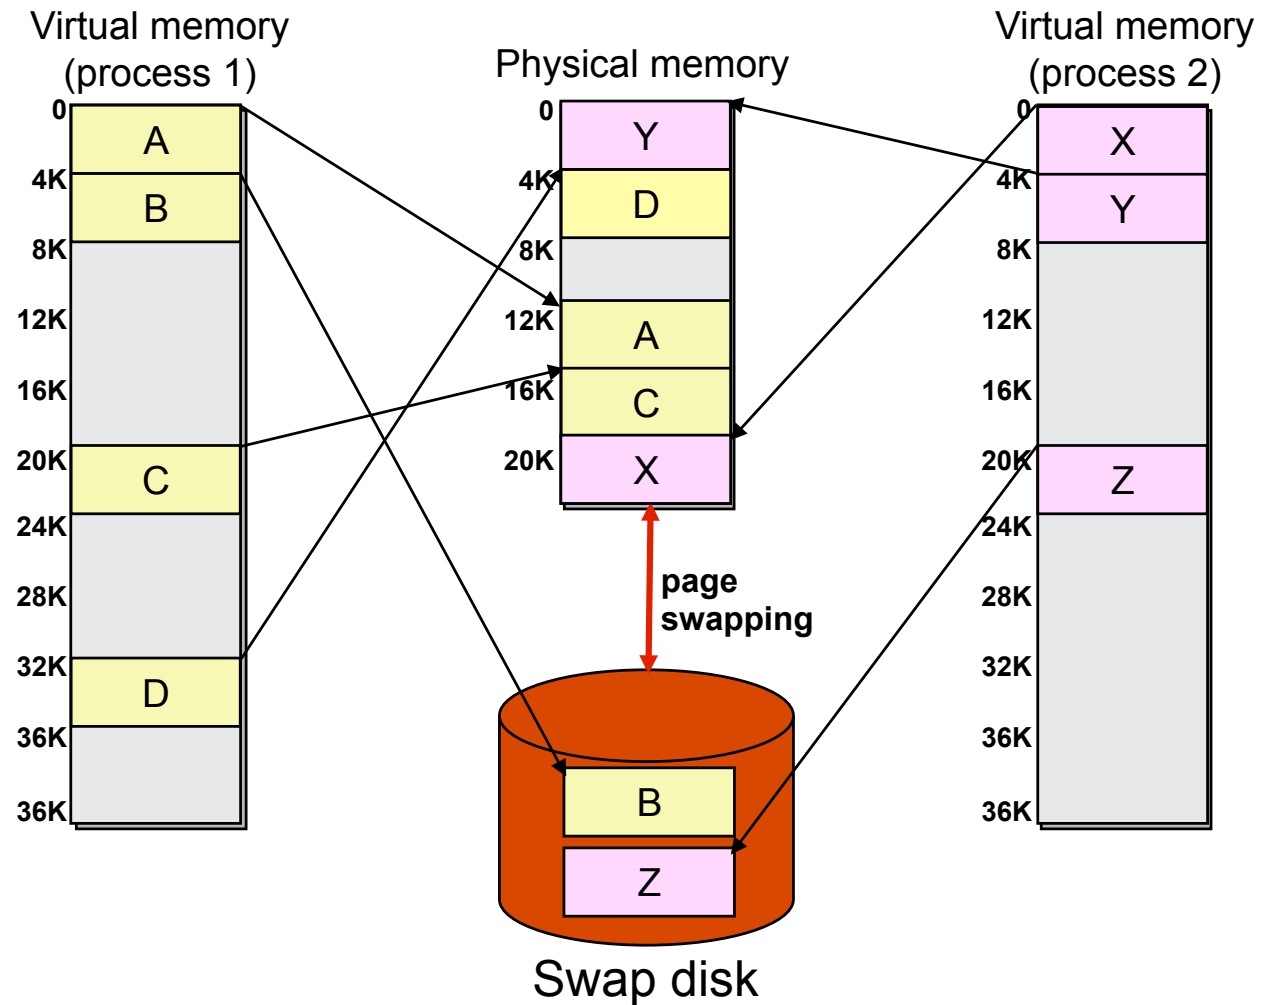 Virtual memory
(process 1)
0
A
4K
B
8K
12K
16K
20K
C
24K
28K
32K
D
36K
36K
Physical memory
0
Y
4K
D
8K
12K
A
16K
C
20K
X
page
swapping
B
Z
Swap disk
Virtual memory
(process 2)
0
X
4K
Y
8K
12K
16K
20K
Z
24K
28K
32K
36K
36K